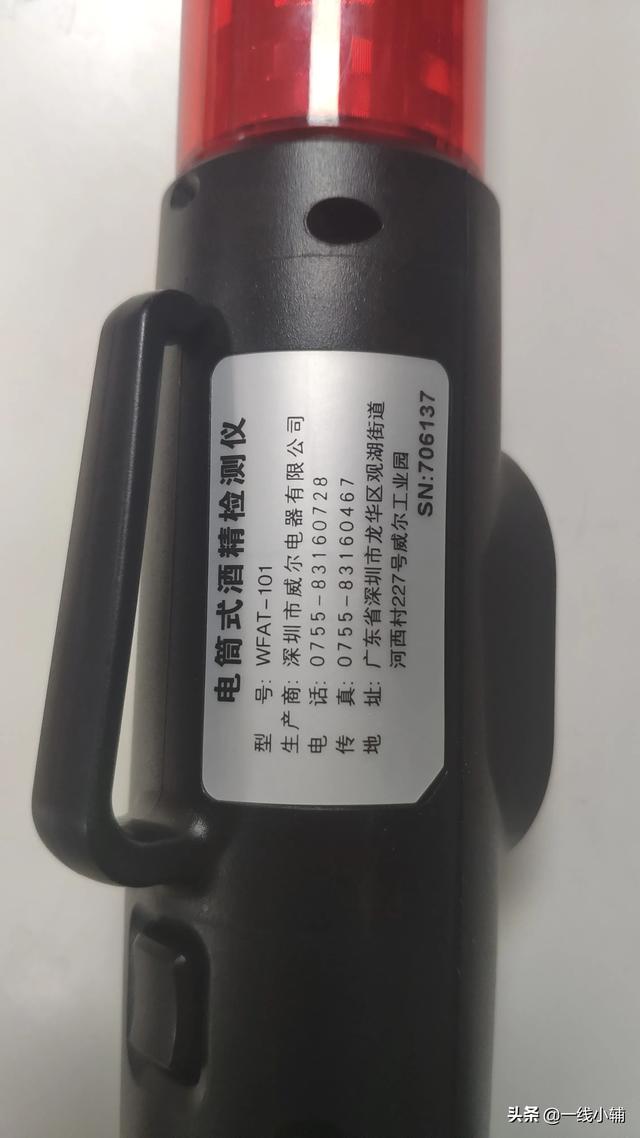 电筒式酒精检测仪
型 号: WFAT-101
生产商: 深圳市威尔电器有限公司
电 话: 0755-83160728
传 真: 0755-83160467
地 址: 广东省深圳市龙华区观湖街道
河西村227号威尔工业园
SN:706137
头条 @一线小辅